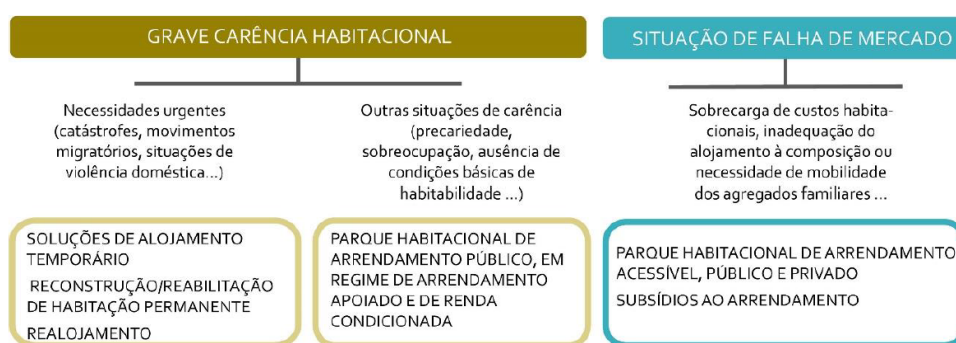 GRAVE CARÊNCIA HABITACIONAL
SITUAÇÃO DE FALHA DE MERCADO
Necessidades urgentes
(catástrofes, movimentos
migratórios, situações de
violência doméstica...)
Outras situações de carência
(precariedade,
sobreocupação, ausência de
condições básicas de
habitabilidade ...)
Sobrecarga de custos habita-
cionais, inadequação do
alojamento à composição ou
necessidade de mobilidade
dos agregados familiares ...
SOLUÇÕES DE ALOJAMENTO
TEMPORÁRIO
RECONSTRUÇÃO/REABILITAÇÃO
DE HABITAÇÃO PERMANENTE
REALOJAMENTO
PARQUE HABITACIONAL DE
ARRENDAMENTO PÚBLICO, EM
REGIME DE ARRENDAMENTO
APOIADO E DE RENDA
CONDICIONADA
PARQUE HABITACIONAL DE ARRENDAMENTO
ACESSÍVEL, PÚBLICO E PRIVADO
SUBSÍDIOS AO ARRENDAMENTO